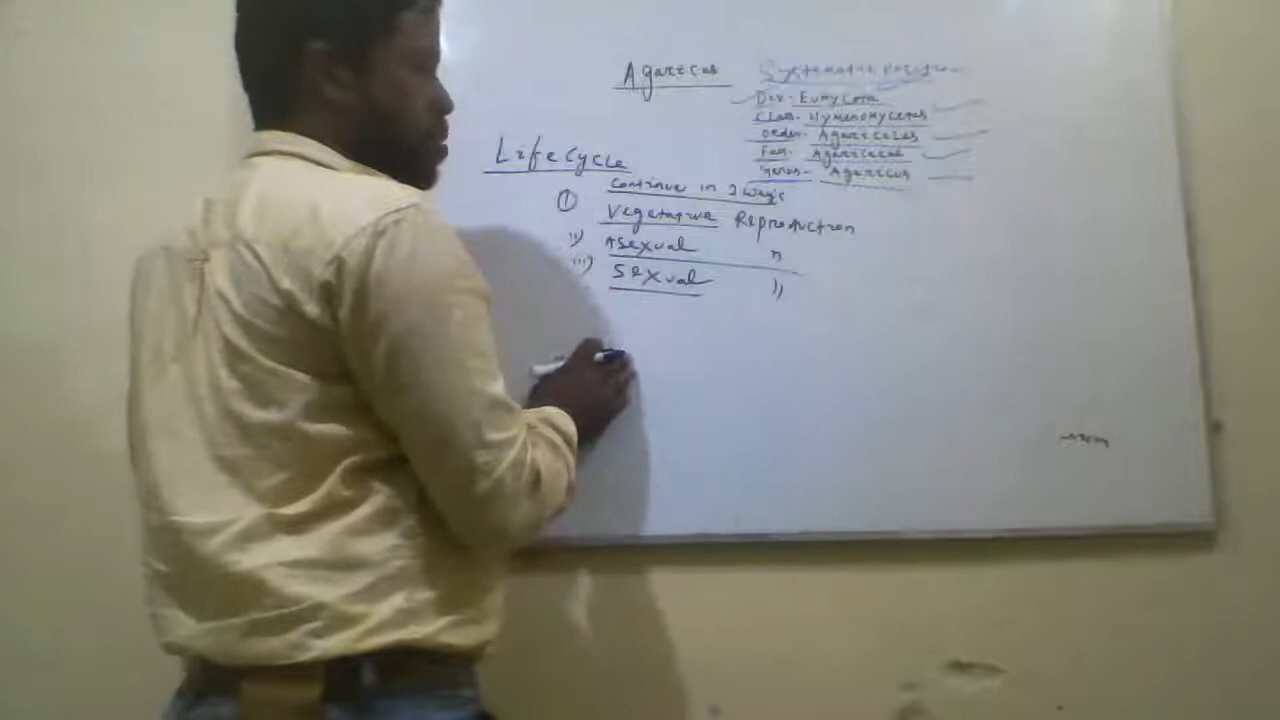 Agaricus Systematic Position
Div- Eumycota
Class- Hymenomycetes
Order- Agaricales
Fam- Agaricaceae
Genus- Agaricus
Life Cycle
Continue in 3 Way's
① Vegetative Reproduction
ii) Asexual "
iii) Sexual "